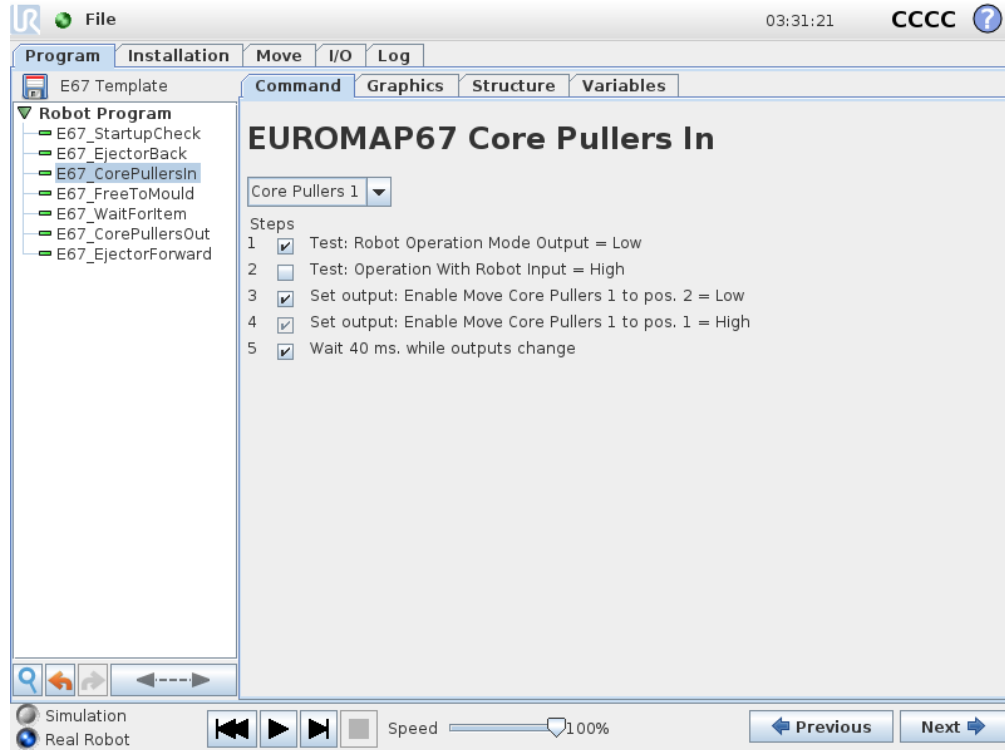 UR File 03:31:21 CCCC ?
Program Installation Move I/O Log
E67 Template
Command Graphics Structure Variables
Robot Program
E67_StartupCheck
E67_EjectorBack
E67_CorePullersIn
E67_FreeToMould
E67_WaitForItem
E67_CorePullersOut
E67_EjectorForward
EUROMAP67 Core Pullers In
Core Pullers 1
Steps
1 Test: Robot Operation Mode Output = Low
2 Test: Operation With Robot Input = High
3 Set output: Enable Move Core Pullers 1 to pos. 2 = Low
4 Set output: Enable Move Core Pullers 1 to pos. 1 = High
5 Wait 40 ms. while outputs change
Simulation
Real Robot
Speed 100%
Previous Next